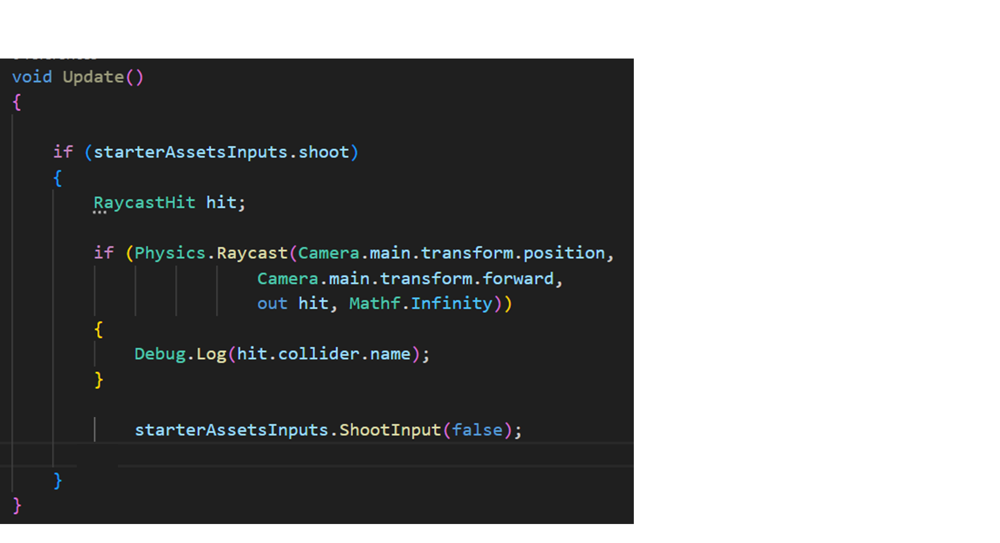 void Update()
{
if (starterAssetsInputs.shoot)
{
RaycastHit hit;
if (Physics.Raycast(Camera.main.transform.position,
Camera.main.transform.forward,
out hit, Mathf.Infinity))
{
Debug.Log(hit.collider.name);
}
starterAssetsInputs.ShootInput(false);
}
}